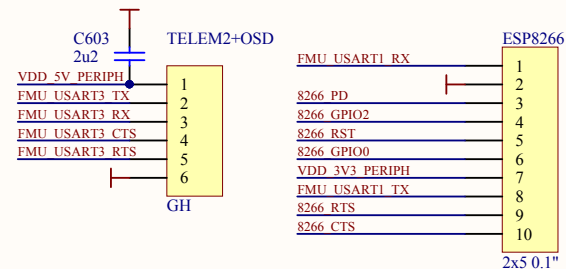 C603
2u2
TELEM2+OSD
VDD_5V_PERIPH 1
FMU_USART3_TX 2
FMU_USART3_RX 3
FMU_USART3_CTS 4
FMU_USART3_RTS 5
6
GH
ESP8266
FMU_USART1_RX 1
2
8266_PD 3
8266_GPIO2 4
8266_RST 5
8266_GPIO0 6
VDD_3V3_PERIPH 7
FMU_USART1_TX 8
8266_RTS 9
8266_CTS 10
2x5 0.1"